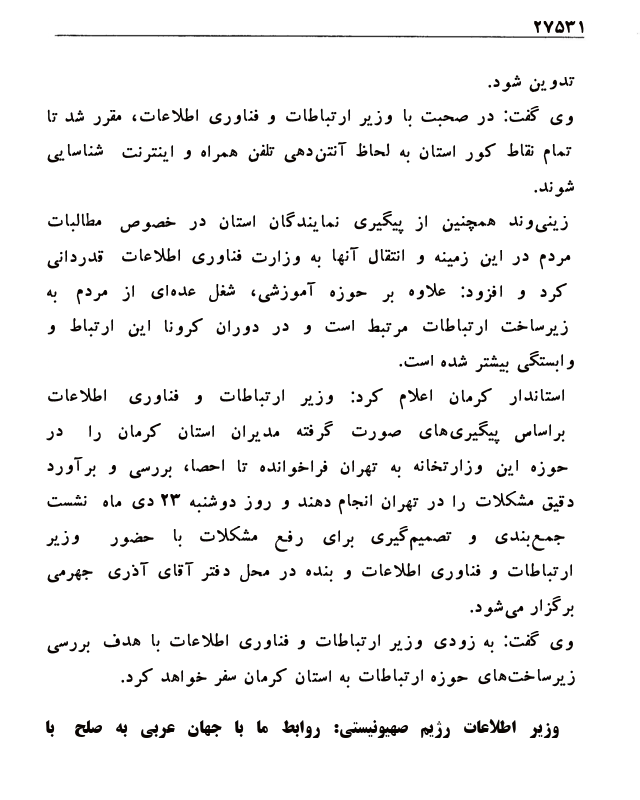 ۲۷۵۳۱
تدوین شود.
وی گفت: در صحبت با وزیر ارتباطات و فناوری اطلاعات، مقرر شد تا
تمام نقاط کور استان به لحاظ آنتن‌دهی تلفن همراه و اینترنت شناسایی
شوند.
زینی‌وند همچنین از پیگیری نمایندگان استان در خصوص مطالبات
مردم در این زمینه و انتقال آنها به وزارت فناوری اطلاعات قدردانی
کرد و افزود: علاوه بر حوزه آموزشی، شغل عده‌ای از مردم به
زیرساخت ارتباطات مرتبط است و در دوران کرونا این ارتباط و
وابستگی بیشتر شده است.
استاندار کرمان اعلام کرد: وزیر ارتباطات و فناوری اطلاعات
براساس پیگیری‌های صورت گرفته مدیران استان کرمان را در
حوزه این وزارتخانه به تهران فراخوانده تا احصا، بررسی و برآورد
دقیق مشکلات را در تهران انجام دهند و روز دوشنبه ۲۳ دی ماه نشست
جمع‌بندی و تصمیم‌گیری برای رفع مشکلات با حضور وزیر
ارتباطات و فناوری اطلاعات و بنده در محل دفتر آقای آذری جهرمی
برگزار می‌شود.
وی گفت: به زودی وزیر ارتباطات و فناوری اطلاعات با هدف بررسی
زیرساخت‌های حوزه ارتباطات به استان کرمان سفر خواهد کرد.
وزیر اطلاعات رژیم صهیونیستی: روابط ما با جهان عربی به صلح با